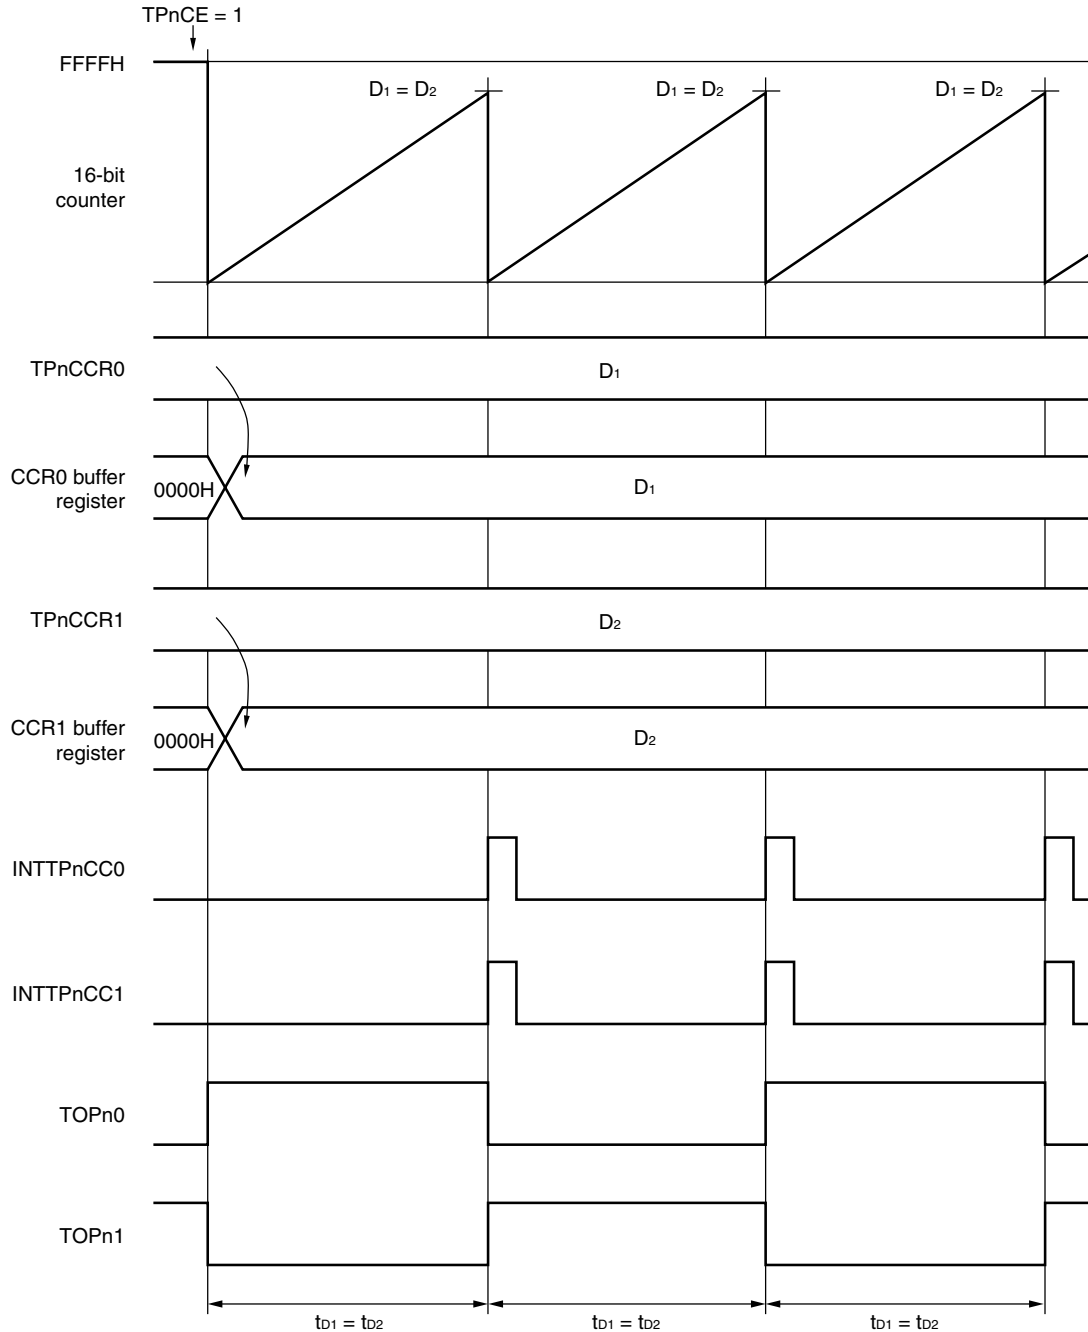 TPnCE = 1
FFFFH
D1 = D2 D1 = D2 D1 = D2
16-bit
counter
TPnCCR0
D1
CCR0 buffer
register
0000H
D1
TPnCCR1
D2
CCR1 buffer
register
0000H
D2
INTTPnCC0
INTTPnCC1
TOPn0
TOPn1
tD1 = tD2 tD1 = tD2 tD1 = tD2